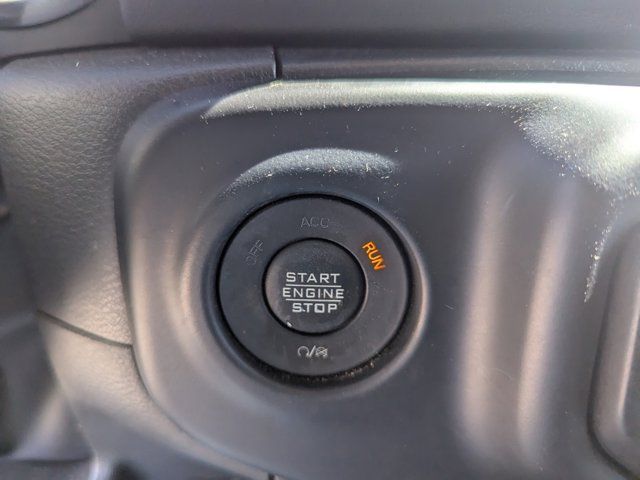 ACC
OFF
RUN
START
ENGINE
STOP